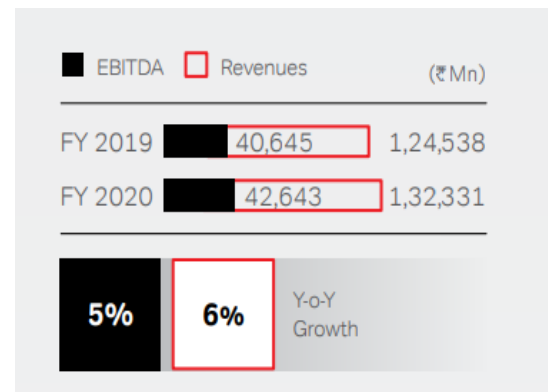 EBITDA Revenues (₹ Mn)
FY 2019 40,645 1,24,538
FY 2020 42,643 1,32,331
5% 6% Y-o-Y
Growth